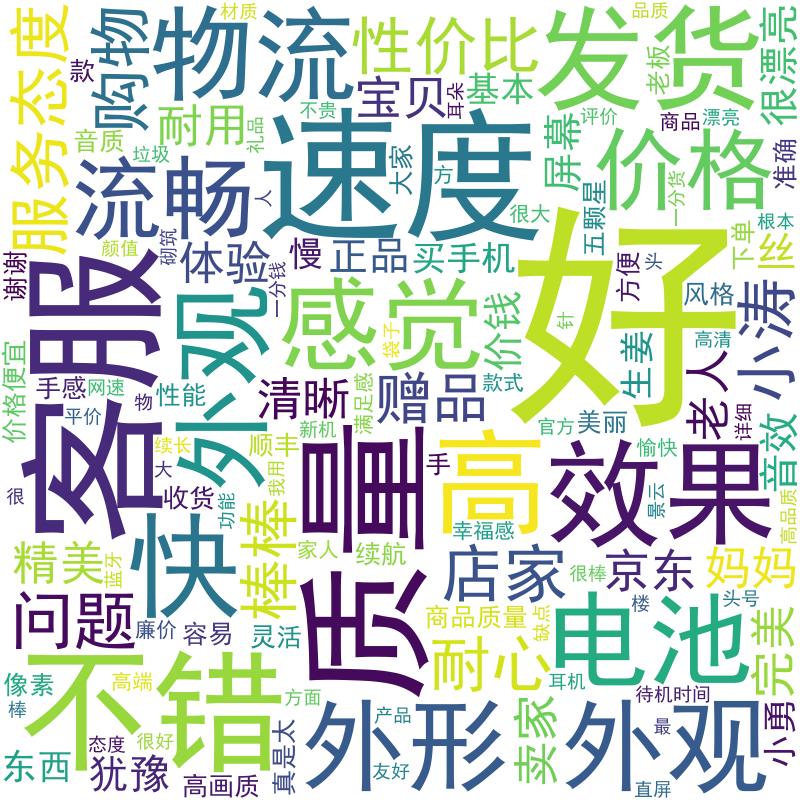 服务态度
购物
物流
材质
性价比
发货
品质
老板
很漂亮
款
音质
垃圾
耐用
宝贝
耳朵
基本
不贵
礼品
评价
商品
漂亮
准确
速度
大家
方
屏幕
价格
一分货
流畅
人
很大
五颗星
根本
下单
丝
颜值
砌筑
体验
慢
正品
买手机
好
方便
头
谢谢
客服
外观
一分钱
感觉
价钱
风格
小涛
袋子
针
生姜
高清
老人
价格便宜
手感
网速
性能
清晰
满足感
赠品
款式
平价
物
新机
官方
美丽
详细
音效
续长
顺丰
质量
手
高
效果
愉快
大
很
收货
功能
我用
景云
高品质
快
棒棒
家人
续航
幸福感
精美
蓝牙
店家
很棒
京东
妈妈
问题
廉价
容易
灵活
商品质量
缺点
楼
头号
耐心
电池
完美
不错
像素
高端
方面
耳机
待机时间
棒
外形
产品
卖家
外观
最
小勇
东西
态度
很好
真是太
犹豫
高画质
友好
直屏